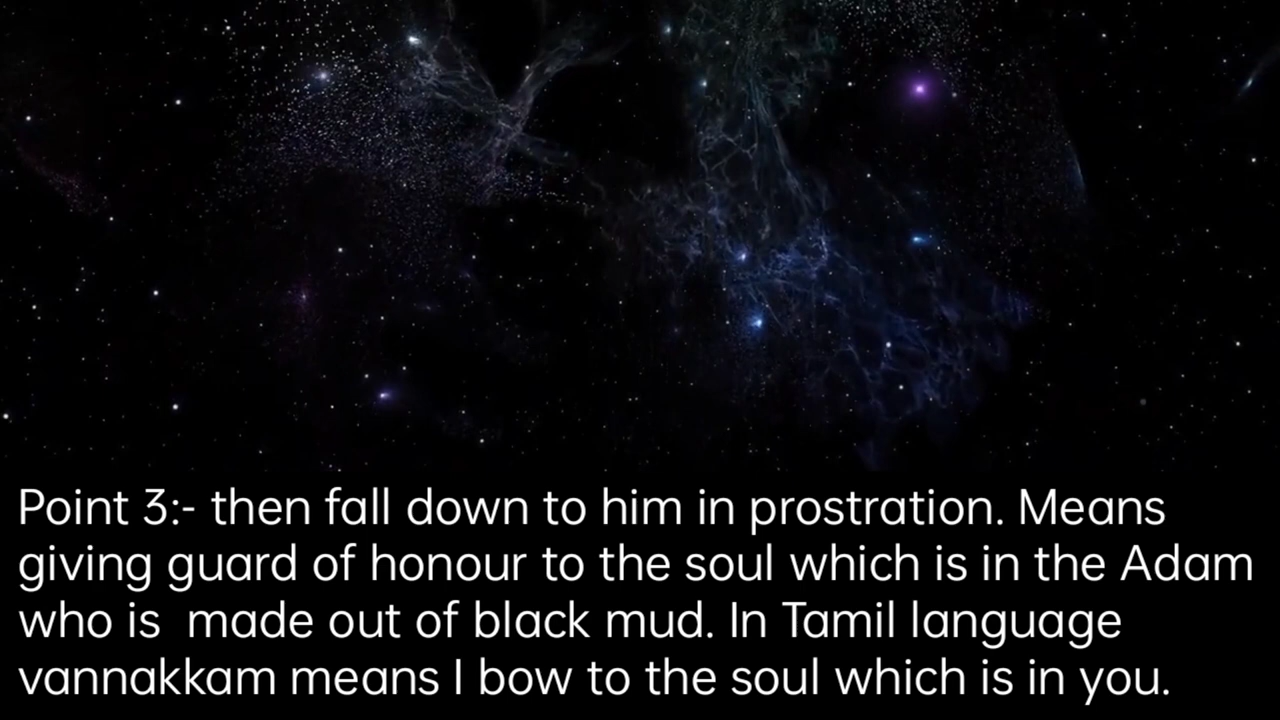 Point 3:- then fall down to him in prostration. Means
giving guard of honour to the soul which is in the Adam
who is  made out of black mud. In Tamil language
vannakkam means I bow to the soul which is in you.